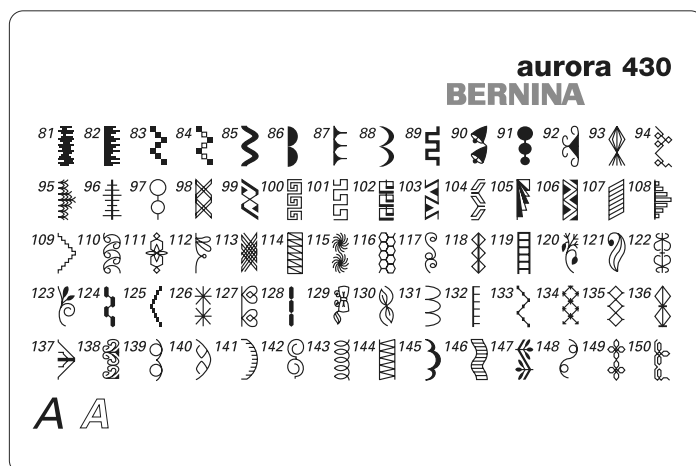 aurora 430
BERNINA
81 82 83 84 85 86 87 88 89 90 91 92 93 94
95 96 97 98 99 100 101 102 103 104 105 106 107 108
109 110 111 112 113 114 115 116 117 118 119 120 121 122
123 124 125 126 127 128 129 130 131 132 133 134 135 136
137 138 139 140 141 142 143 144 145 146 147 148 149 150
A A